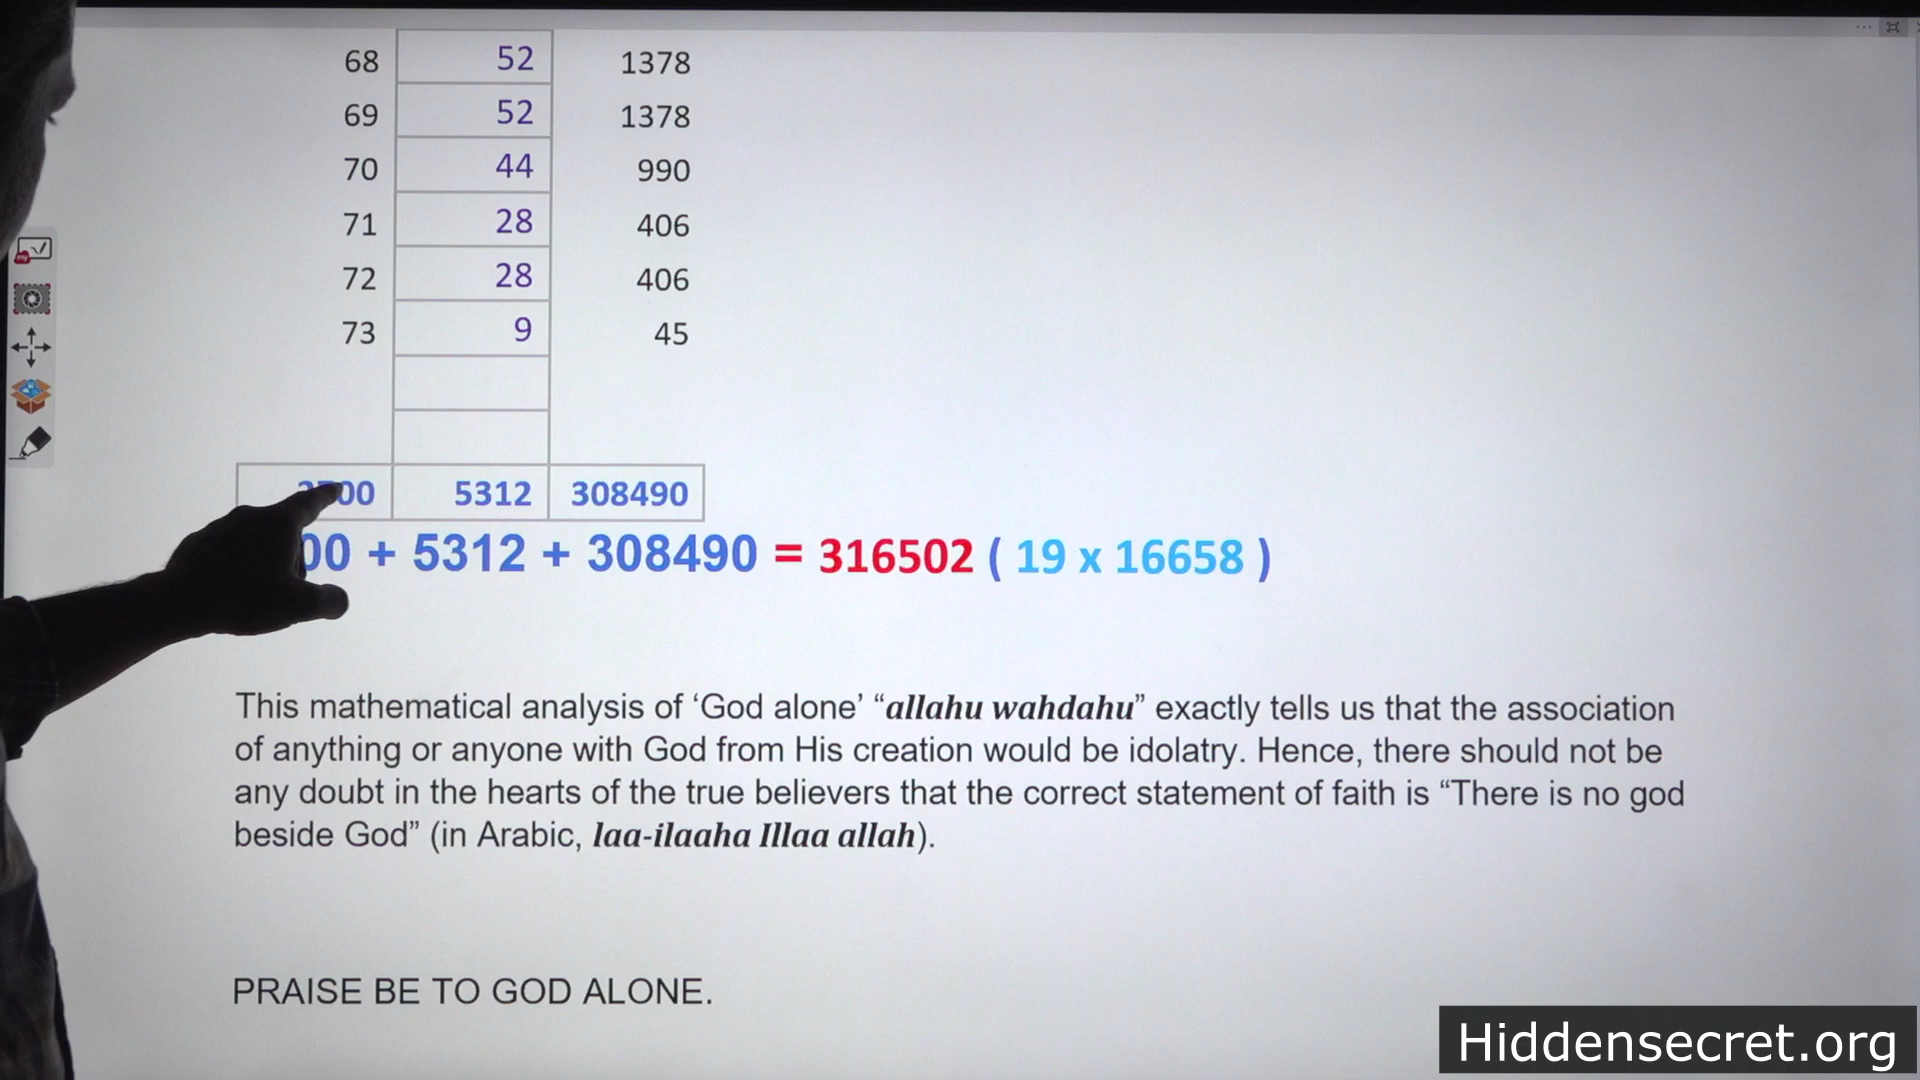 68 52 1378
69 52 1378
70 44 990
71 28 406
72 28 406
73 9 45
00 5312 308490
00 + 5312 + 308490 = 316502 ( 19 x 16658 )
This mathematical analysis of ‘God alone’ “allahu wahdahu” exactly tells us that the association
of anything or anyone with God from His creation would be idolatry. Hence, there should not be
any doubt in the hearts of the true believers that the correct statement of faith is “There is no god
beside God” (in Arabic, laa-ilaaha Illaa allah).
PRAISE BE TO GOD ALONE.
Hiddensecret.org